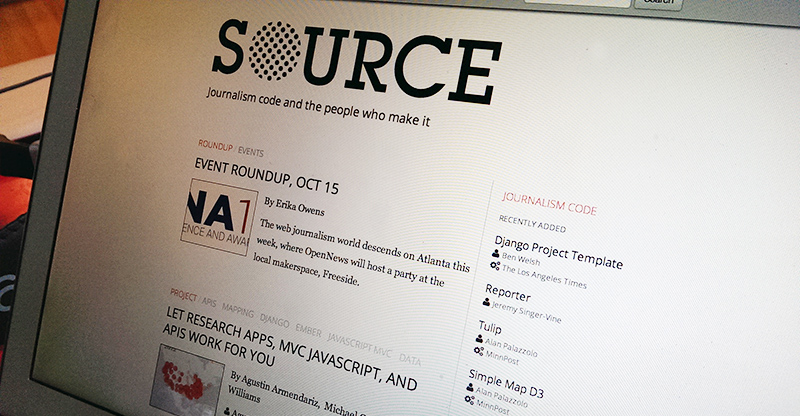 Search
SOURCE
Journalism code and the people who make it
ROUNDUP / EVENTS
EVENT ROUNDUP, OCT 15
NA1
ENCE AND AWA
By Erika Owens
The web journalism world descends on Atlanta this
week, where OpenNews will host a party at the
local makerspace, Freeside.
PROJECT / APIS MAPPING DJANGO EMBER JAVASCRIPT MVC DATA
LET RESEARCH APPS, MVC JAVASCRIPT, AND
APIS WORK FOR YOU
By Agustin Armendariz, Michael
Williams
JOURNALISM CODE
RECENTLY ADDED
Django Project Template
Ben Welsh
The Los Angeles Times
Reporter
Jeremy Singer-Vine
Tulip
Alan Palazzolo
MinnPost
Simple Map D3
Alan Palazzolo
MinnPost